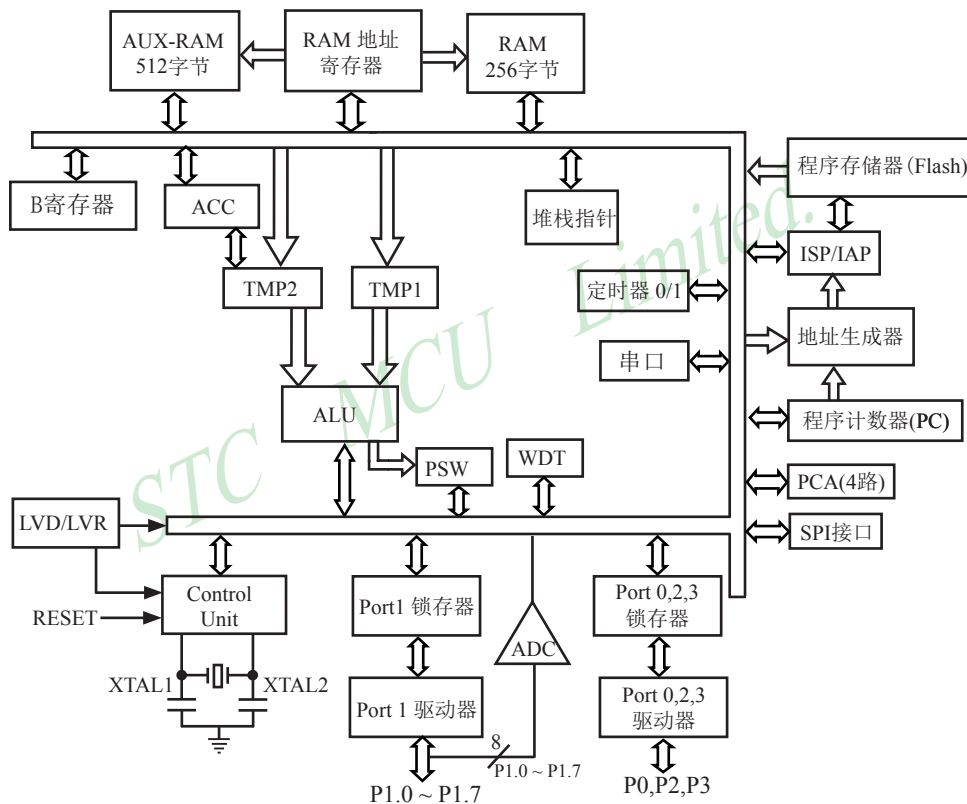 AUX-RAM
512字节
RAM 地址
寄存器
RAM
256字节
程序存储器(Flash)
B寄存器
ACC
堆栈指针
ISP/IAP
TMP2
TMP1
定时器 0/1
地址生成器
串口
ALU
程序计数器(PC)
PSW
WDT
PCA(4路)
LVD/LVR
SPI接口
Control
Unit
RESET
Port1 锁存器
ADC
Port 0,2,3
锁存器
XTAL1
XTAL2
Port 1 驱动器
Port 0,2,3
驱动器
8
P1.0 ~ P1.7
P1.0 ~ P1.7
P0,P2,P3
STC MCU Limited.